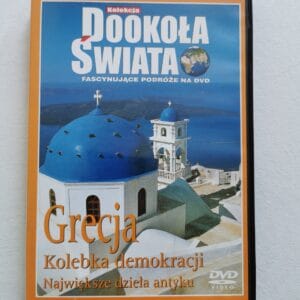 Kolekcja
DOOKOŁA
ŚWIATA
FASCYNUJĄCE PODRÓŻE NA DVD
Grecja
Kolebka demokracji
Największe dzieła antyku
DVD
VIDEO